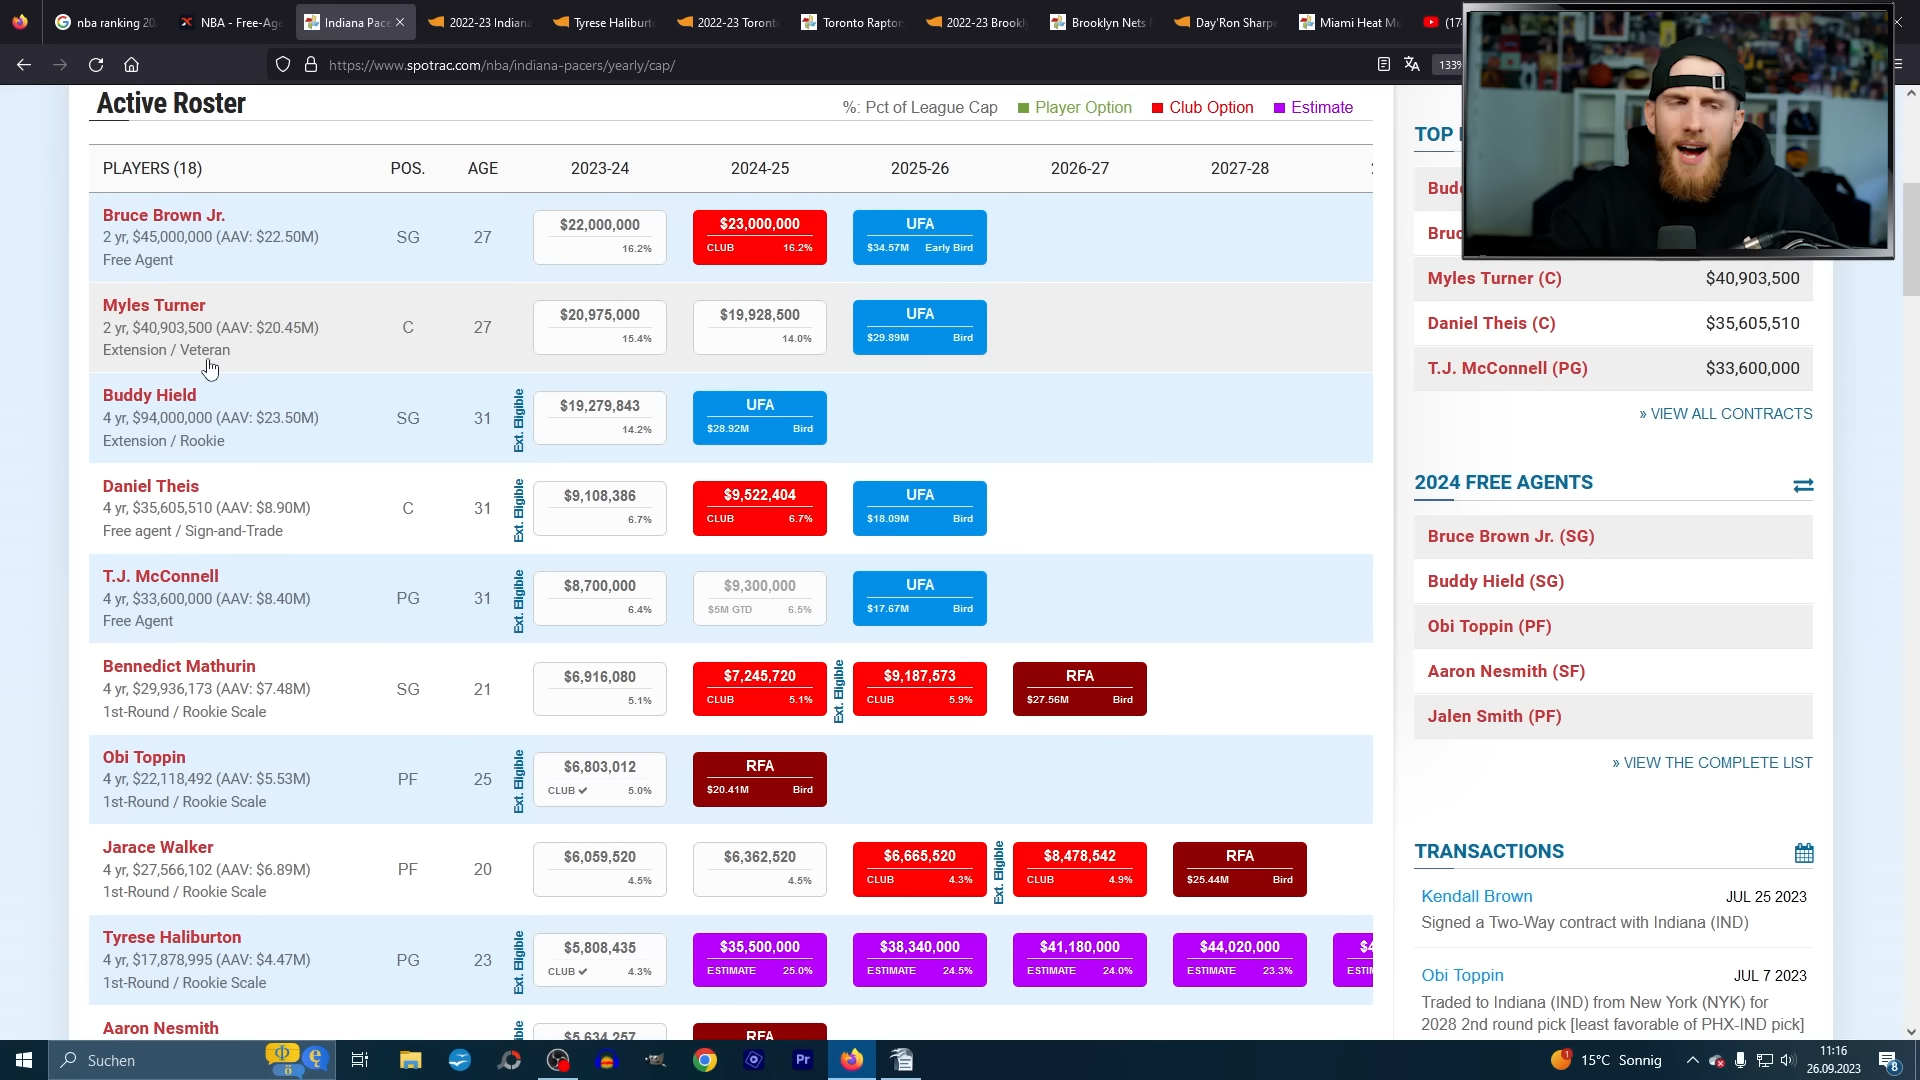 nba ranking 20
NBA - Free-Age
Indiana Pace
2022-23 Indiana
Tyrese Haliburt
2022-23 Toront
Toronto Raptor
2022-23 Brookly
Brooklyn Nets
Day'Ron Sharpe
Miami Heat Mu
https://www.spotrac.com/nba/indiana-pacers/yearly/cap/
133%
Active Roster
%: Pct of League Cap Player Option Club Option Estimate
PLAYERS (18) POS. AGE 2023-24 2024-25 2025-26 2026-27 2027-28
Bruce Brown Jr. $22,000,000 $23,000,000 UFA
2 yr, $45,000,000 (AAV: $22.50M) SG 27 16.2% CLUB 16.2% $34.57M Early Bird
Free Agent
Myles Turner $20,975,000 $19,928,500 UFA
2 yr, $40,903,500 (AAV: $20.45M) C 27 15.4% 14.0% $29.89M Bird
Extension / Veteran
Buddy Hield $19,279,843 UFA
4 yr, $94,000,000 (AAV: $23.50M) SG 31 Ext. Eligible 14.2% $28.92M Bird
Extension / Rookie
Daniel Theis $9,108,386 $9,522,404 UFA
4 yr, $35,605,510 (AAV: $8.90M) C 31 Ext. Eligible 6.7% CLUB 6.7% $18.09M Bird
Free agent / Sign-and-Trade
T.J. McConnell $8,700,000 $9,300,000 UFA
4 yr, $33,600,000 (AAV: $8.40M) PG 31 Ext. Eligible 6.4% $5M GTD 6.5% $17.67M Bird
Free Agent
Bennedict Mathurin $6,916,080 $7,245,720 $9,187,573 RFA
4 yr, $29,936,173 (AAV: $7.48M) SG 21 5.1% CLUB 5.1% Ext. Eligible CLUB 5.9% $27.56M Bird
1st-Round / Rookie Scale
Obi Toppin $6,803,012 RFA
4 yr, $22,118,492 (AAV: $5.53M) PF 25 Ext. Eligible CLUB ✔ 5.0% $20.41M Bird
1st-Round / Rookie Scale
Jarace Walker $6,059,520 $6,362,520 $6,665,520 $8,478,542 RFA
4 yr, $27,566,102 (AAV: $6.89M) PF 20 4.5% 4.5% CLUB 4.3% Ext. Eligible CLUB 4.9% $25.44M Bird
1st-Round / Rookie Scale
Tyrese Haliburton $5,808,435 $35,500,000 $38,340,000 $41,180,000 $44,020,000 $4
4 yr, $17,878,995 (AAV: $4.47M) PG 23 Ext. Eligible CLUB ✔ 4.3% ESTIMATE 25.0% ESTIMATE 24.5% ESTIMATE 24.0% ESTIMATE 23.3% ESTIM
1st-Round / Rookie Scale
Aaron Nesmith $5,634,257 RFA
TOP
Budd
Bruc
Myles Turner (C) $40,903,500
Daniel Theis (C) $35,605,510
T.J. McConnell (PG) $33,600,000
» VIEW ALL CONTRACTS
2024 FREE AGENTS
Bruce Brown Jr. (SG)
Buddy Hield (SG)
Obi Toppin (PF)
Aaron Nesmith (SF)
Jalen Smith (PF)
» VIEW THE COMPLETE LIST
TRANSACTIONS
Kendall Brown JUL 25 2023
Signed a Two-Way contract with Indiana (IND)
Obi Toppin JUL 7 2023
Traded to Indiana (IND) from New York (NYK) for
2028 2nd round pick [least favorable of PHX-IND pick]
Suchen
Pr
15°C Sonnig
11:16
26.09.2023
8